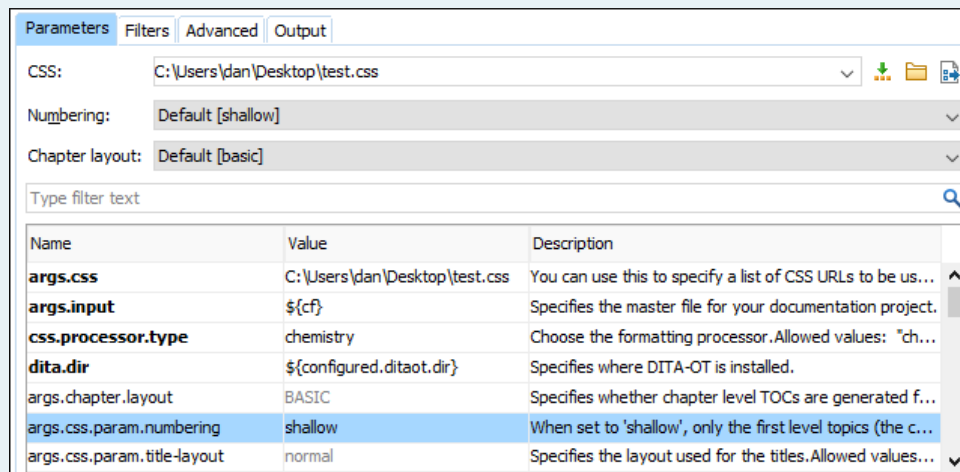 Parameters Filters Advanced Output
CSS: C:\Users\dan\Desktop\test.css
Numbering: Default [shallow]
Chapter layout: Default [basic]
Type filter text
Name Value Description
args.css C:\Users\dan\Desktop\test.css You can use this to specify a list of CSS URLs to be us...
args.input ${cf} Specifies the master file for your documentation project.
css.processor.type chemistry Choose the formatting processor.Allowed values: "ch...
dita.dir ${configured.ditaot.dir} Specifies where DITA-OT is installed.
args.chapter.layout BASIC Specifies whether chapter level TOCs are generated f...
args.css.param.numbering shallow When set to 'shallow', only the first level topics (the c...
args.css.param.title-layout normal Specifies the layout used for the titles.Allowed values...